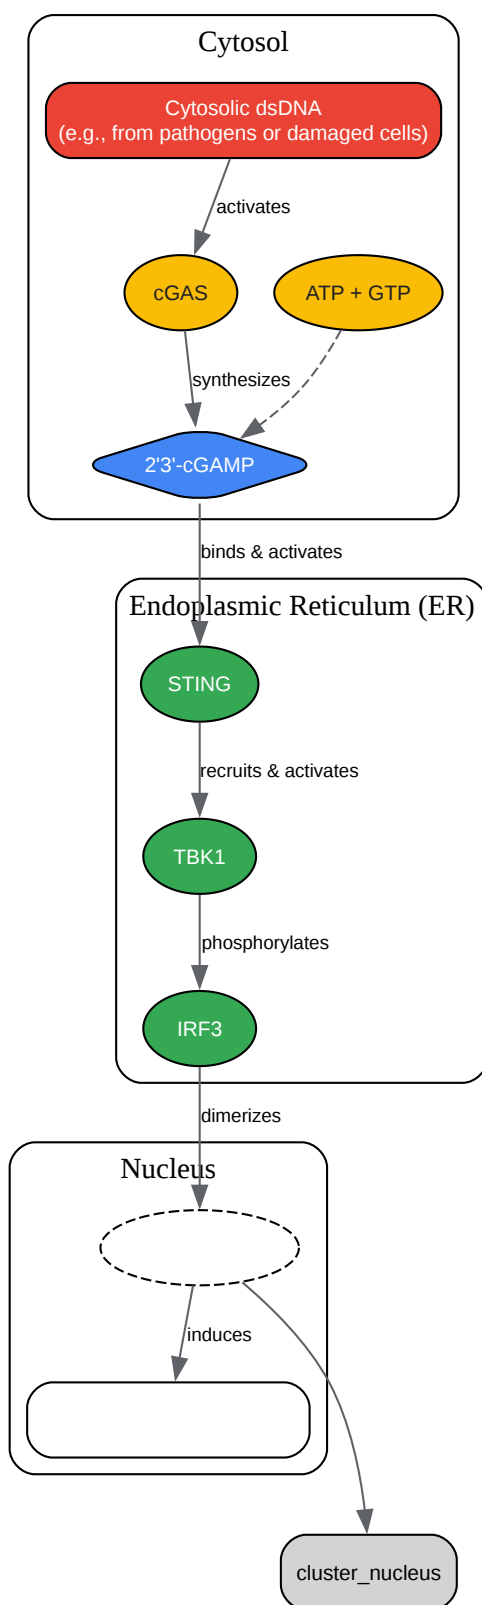 Cytosol
Cytosolic dsDNA
(e.g., from pathogens or damaged cells)
activates
cGAS
ATP + GTP
synthesizes
2'3'-cGAMP
binds & activates
Endoplasmic Reticulum (ER)
STING
recruits & activates
TBK1
phosphorylates
IRF3
dimerizes
Nucleus
induces
cluster_nucleus